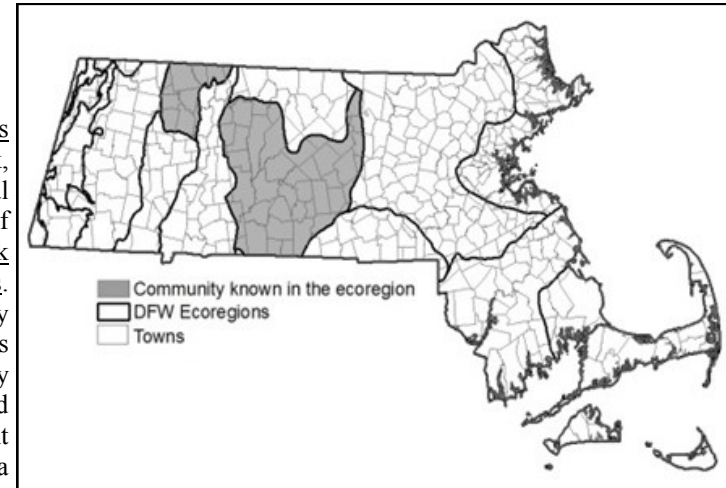 s
,
l
f
k
.
y
s
y
d
t
a
Community known in the ecoregion
DFW Ecoregions
Towns